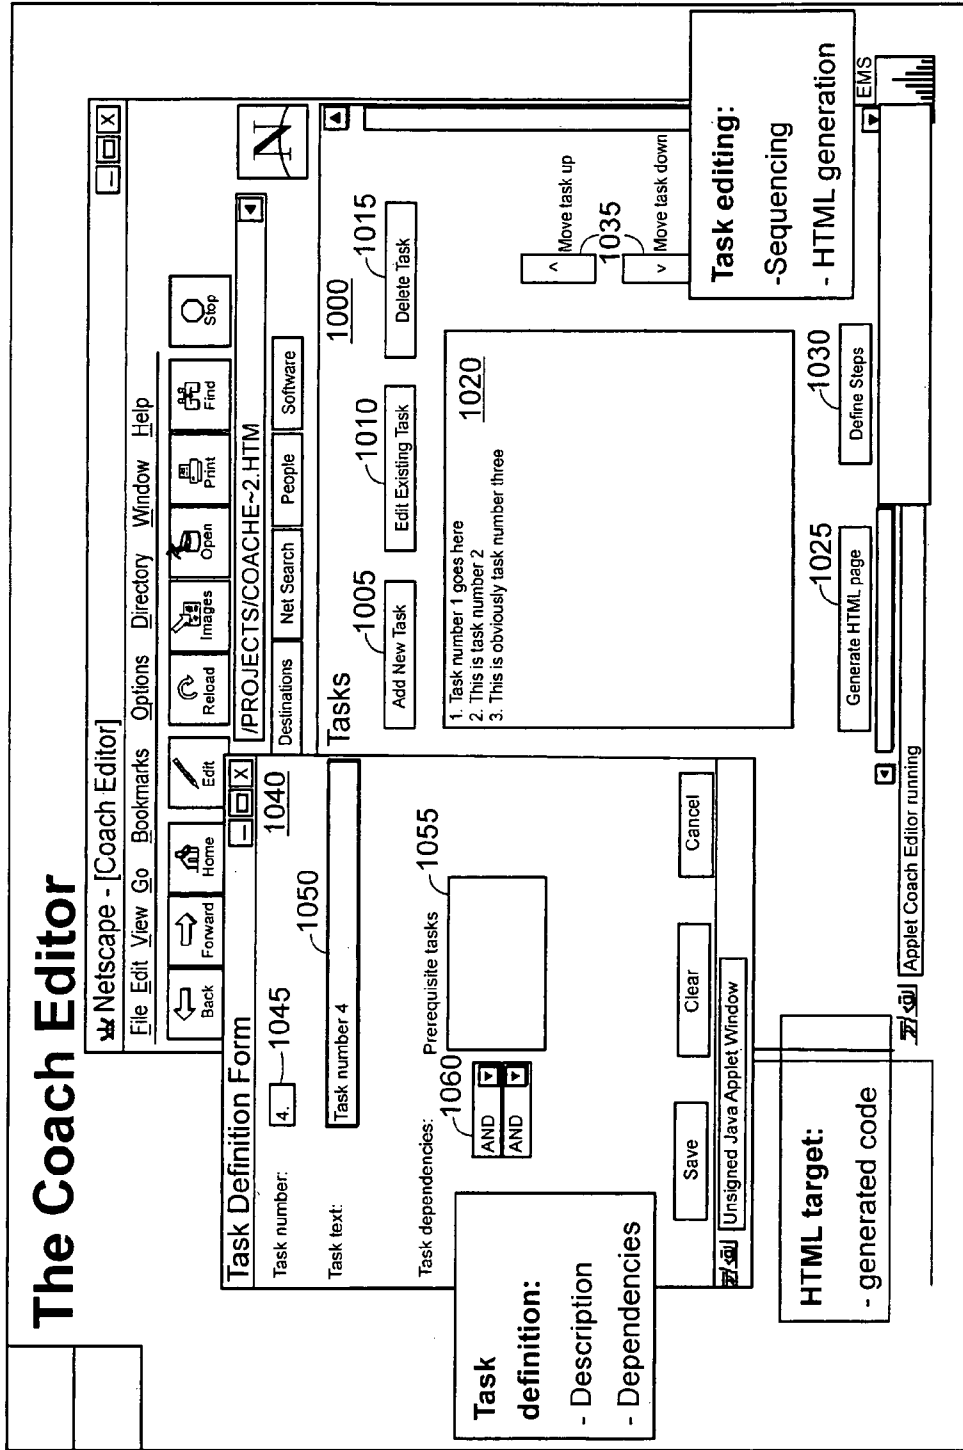 The Coach Editor
Netscape - [Coach Editor]
File Edit View Go Bookmarks Options Directory Window Help
Back Forward Home Edit Reload Images Open Print Find Stop
/PROJECTS/COACHE~2.HTM
N
Destinations Net Search People Software
Task Definition Form
1040
Task number:
4.
1045
Task text:
1050
Task number 4
Task dependencies:
1060
AND
AND
Prerequisite tasks
1055
Save Clear Cancel
Unsigned Java Applet Window
Tasks
1000
1005
Add New Task
1010
Edit Existing Task
1015
Delete Task
1. Task number 1 goes here
2. This is task number 2
3. This is obviously task number three
1020
^
Move task up
1035
v
Move task down
1025
Generate HTML page
1030
Define Steps
Applet Coach Editor running
EMS
Task
definition:
- Description
- Dependencies
HTML target:
- generated code
Task editing:
-Sequencing
- HTML generation